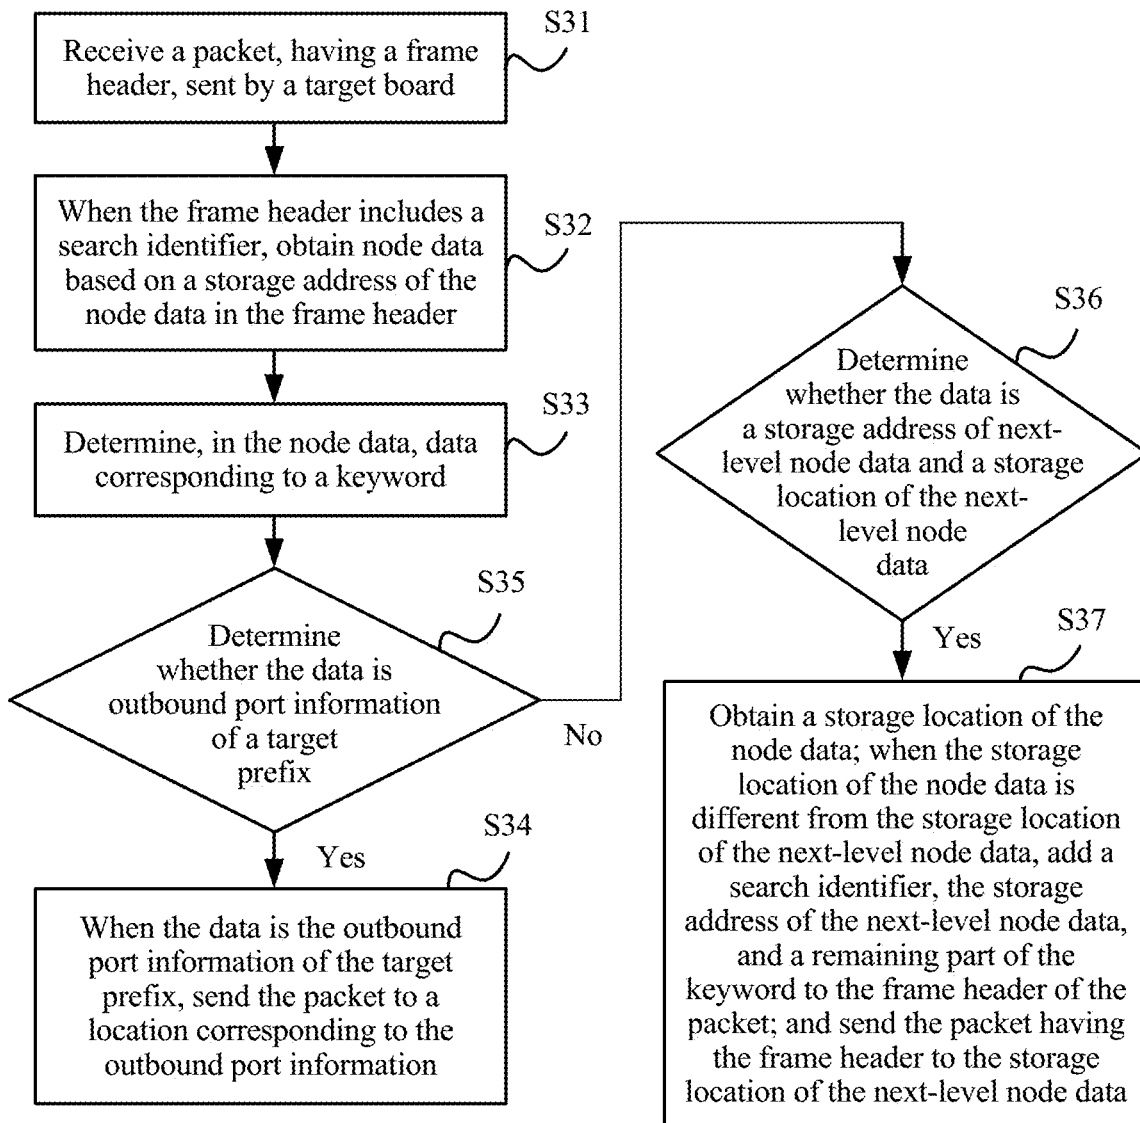 S31
Receive a packet, having a frame
header, sent by a target board
S32
When the frame header includes a
search identifier, obtain node data
based on a storage address of the
node data in the frame header
S33
Determine, in the node data, data
corresponding to a keyword
S35
Determine
whether the data is
outbound port information
of a target
prefix
No
Yes
S34
When the data is the outbound
port information of the target
prefix, send the packet to a
location corresponding to the
outbound port information
S36
Determine
whether the data is
a storage address of next-
level node data and a storage
location of the next-
level node
data
Yes
S37
Obtain a storage location of the
node data; when the storage
location of the node data is
different from the storage location
of the next-level node data, add a
search identifier, the storage
address of the next-level node data,
and a remaining part of the
keyword to the frame header of the
packet; and send the packet having
the frame header to the storage
location of the next-level node data